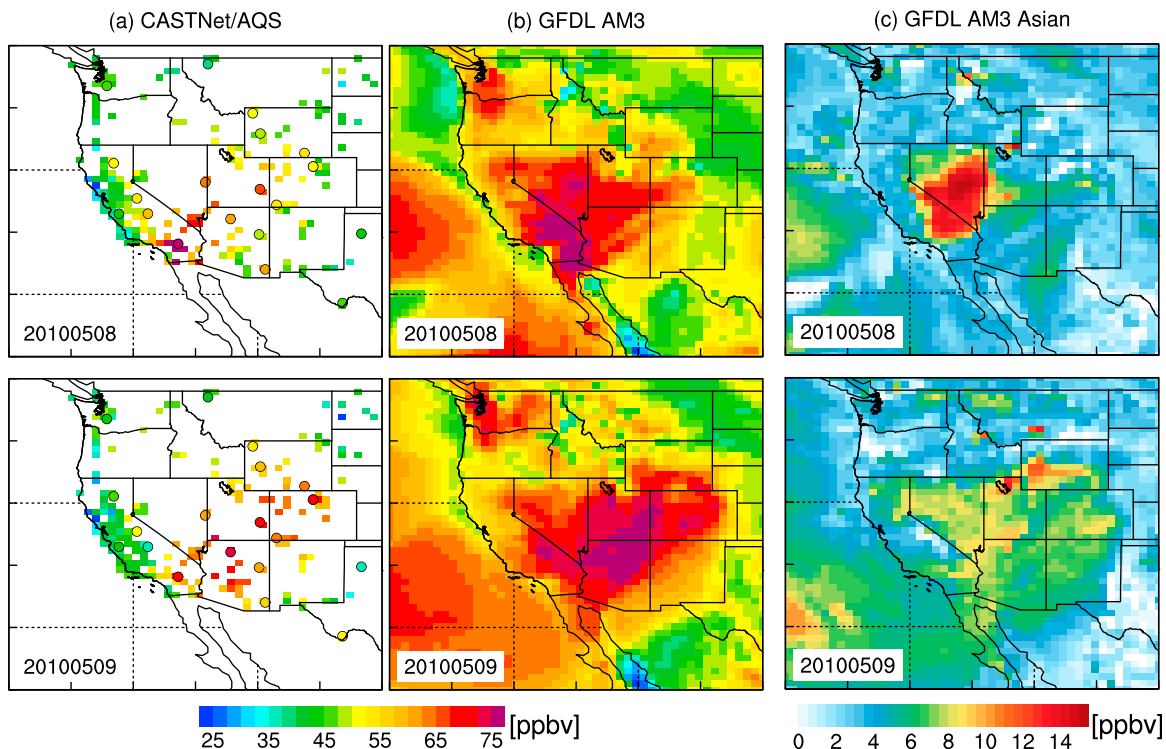 (a) CASTNet/AQS
(b) GFDL AM3
(c) GFDL AM3 Asian
20100508
20100508
20100508
20100509
20100509
20100509
25 35 45 55 65 75 [ppbv]
0 2 4 6 8 10 14 [ppbv]